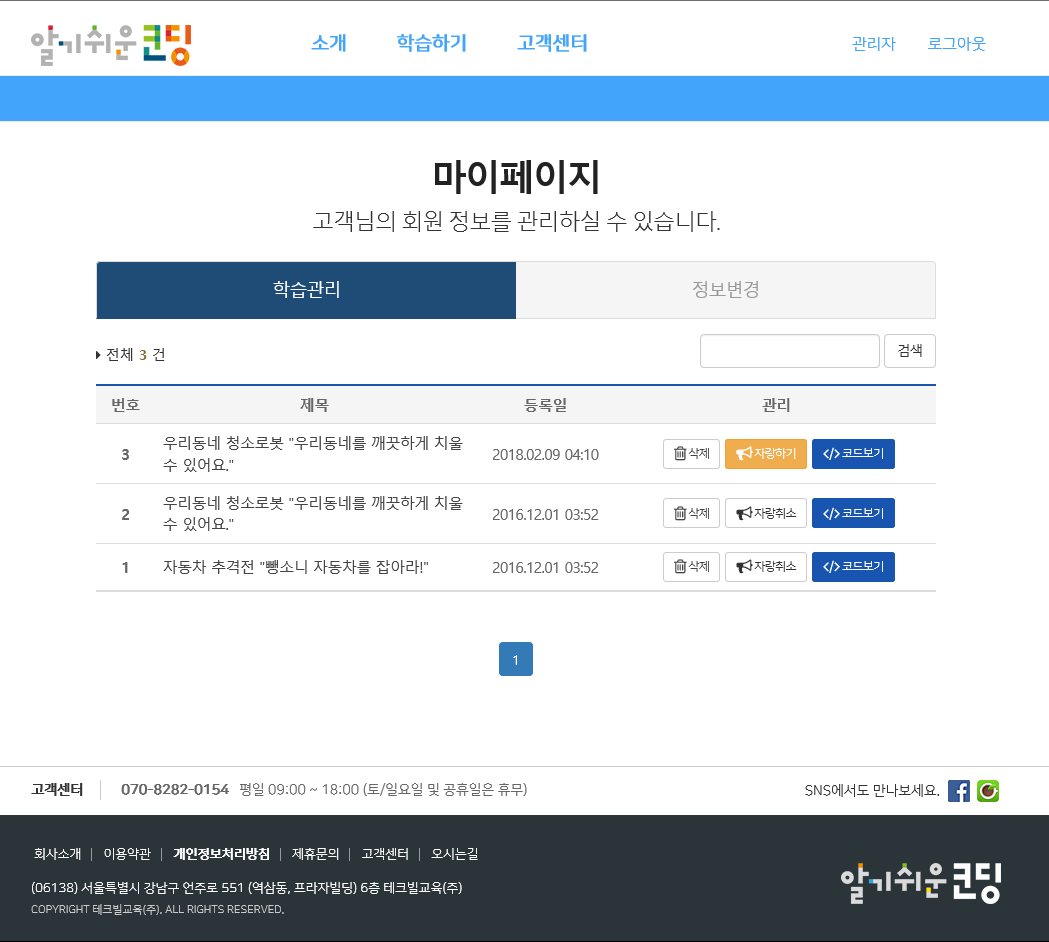 알기쉬운코딩 소개 학습하기 고객센터 관리자 로그아웃
마이페이지
고객님의 회원 정보를 관리하실 수 있습니다.
학습관리 정보변경
전체 3 건 검색
번호 제목 등록일 관리
3 우리동네 청소로봇 "우리동네를 깨끗하게 치울 수 있어요." 2018.02.09 04:10 삭제 자랑하기 </> 코드보기
2 우리동네 청소로봇 "우리동네를 깨끗하게 치울 수 있어요." 2016.12.01 03:52 삭제 자랑취소 </> 코드보기
1 자동차 추격전 "뺑소니 자동차를 잡아라!" 2016.12.01 03:52 삭제 자랑취소 </> 코드보기
1
고객센터 070-8282-0154 평일 09:00 ~ 18:00 (토/일요일 및 공휴일은 휴무) SNS에서도 만나보세요.
회사소개 이용약관 개인정보처리방침 제휴문의 고객센터 오시는길
(06138) 서울특별시 강남구 언주로 551 (역삼동, 프라자빌딩) 6층 테크빌교육(주)
COPYRIGHT 테크빌교육(주). ALL RIGHTS RESERVED.
알기쉬운코딩